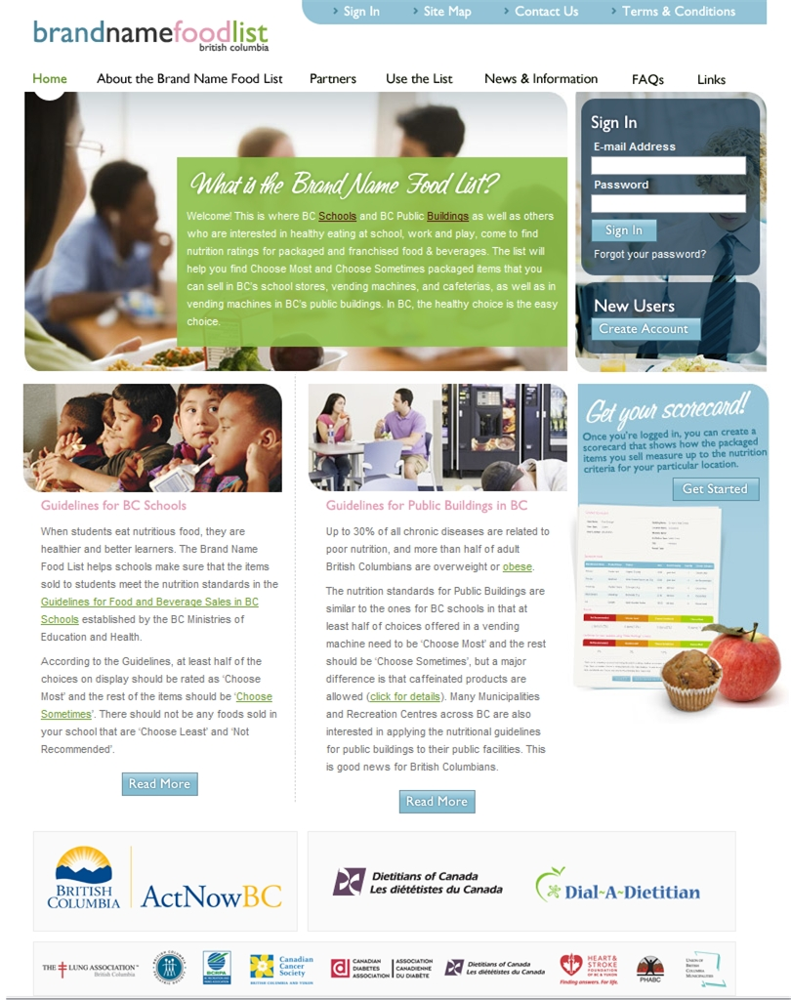 Sign In
Site Map
Contact Us
Terms & Conditions
brandnamefoodlist
british columbia
Home
About the Brand Name Food List
Partners
Use the List
News & Information
FAQs
Links
What is the Brand Name Food List?
Welcome! This is where BC Schools and BC Public Buildings as well as others
who are interested in healthy eating at school, work and play, come to find
nutrition ratings for packaged and franchised food & beverages. The list will
help you find Choose Most and Choose Sometimes packaged items that you
can sell in BC's school stores, vending machines, and cafeterias, as well as in
vending machines in BC's public buildings. In BC, the healthy choice is the easy
choice.
Sign In
E-mail Address
Password
Sign In
Forgot your password?
New Users
Create Account
Guidelines for BC Schools
When students eat nutritious food, they are
healthier and better learners. The Brand Name
Food List helps schools make sure that the items
sold to students meet the nutrition standards in the
Guidelines for Food and Beverage Sales in BC
Schools established by the BC Ministries of
Education and Health.
According to the Guidelines, at least half of the
choices on display should be rated as ‘Choose
Most’ and the rest of the items should be ‘Choose
Sometimes’. There should not be any foods sold in
your school that are ‘Choose Least’ and ‘Not
Recommended’.
Read More
Guidelines for Public Buildings in BC
Up to 30% of all chronic diseases are related to
poor nutrition, and more than half of adult
British Columbians are overweight or obese.
The nutrition standards for Public Buildings are
similar to the ones for BC schools in that at
least half of choices offered in a vending
machine need to be ‘Choose Most’ and the rest
should be ‘Choose Sometimes’, but a major
difference is that caffeinated products are
allowed (click for details). Many Municipalities
and Recreation Centres across BC are also
interested in applying the nutritional guidelines
for public buildings to their public facilities. This
is good news for British Columbians.
Read More
Get your scorecard!
Once you're logged in, you can create a
scorecard that shows how the packaged
items you sell measure up to the nutrition
criteria for your particular location.
Get Started
BRITISH
COLUMBIA
ActNowBC
Dietitians of Canada
Les diététistes du Canada
Dial-A-Dietitian
THE LUNG ASSOCIATION™
British Columbia
BCRPA
Canadian
Cancer
Society
BRITISH COLUMBIA AND YUKON
CANADIAN
DIABETES
ASSOCIATION
ASSOCIATION
CANADIENNE
DU DIABÈTE
Dietitians of Canada
Les diététistes du Canada
HEART&
STROKE
FOUNDATION
OF BC & YUKON
Finding answers. For life.
PHABC
UNION OF
BRITISH
COLUMBIA
MUNICIPALITIES